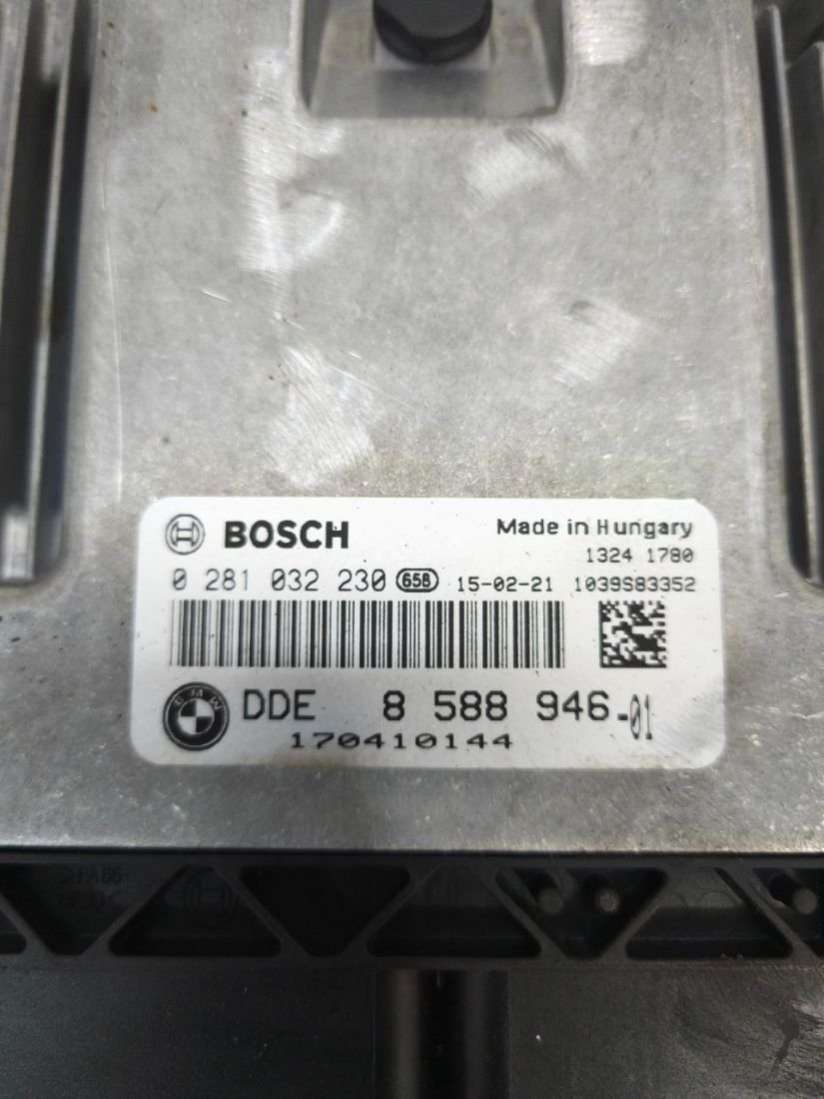 BOSCH
Made in Hungary
1324 1780
0 281 032 230 658 15-02-21 1039S83352
BMW DDE 8 588 946-01
170410144